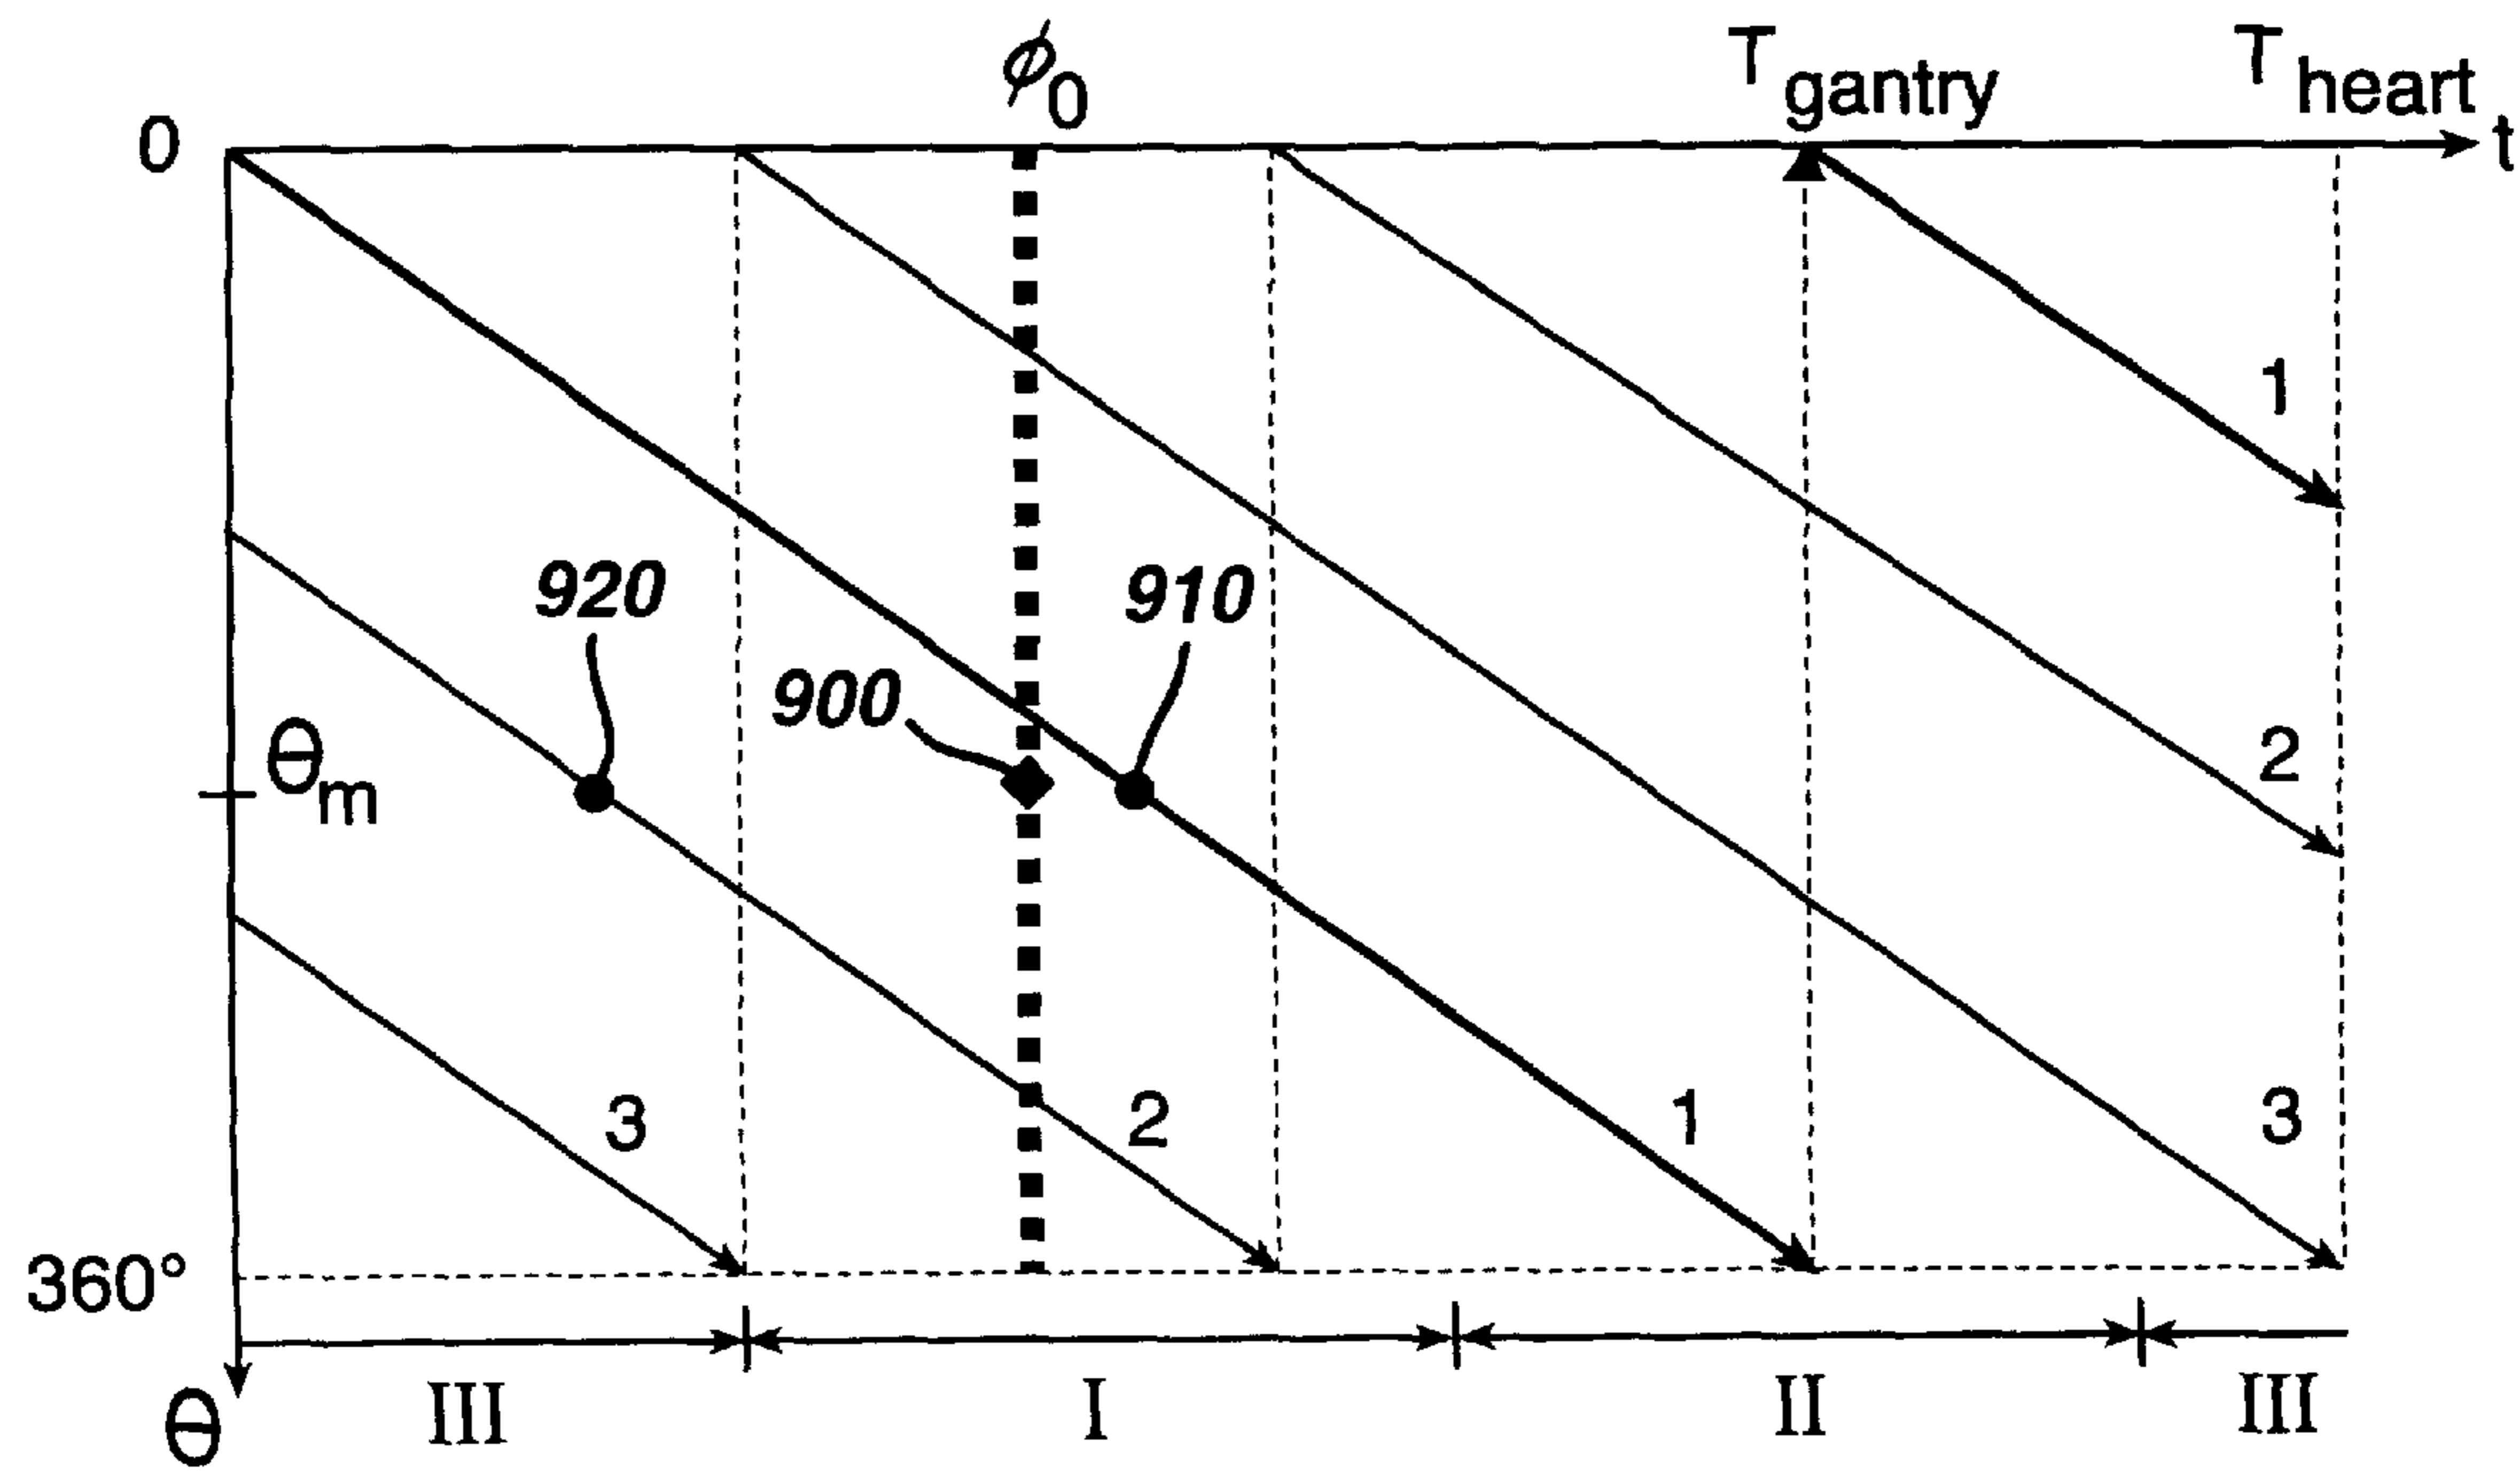 ϕ0 Tgantry Theart
0 t
1
920 910
900
θm 2
3 2 1 3
360°
θ III I II III